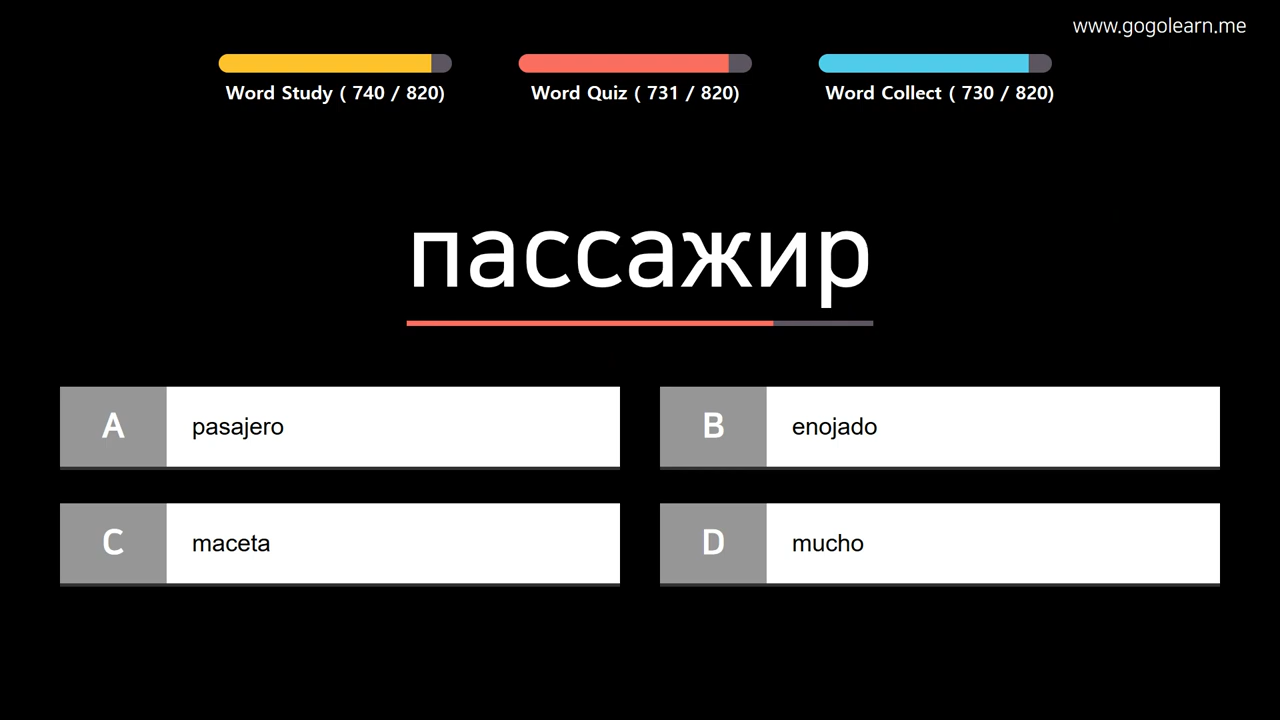 www.gogolearn.me
Word Study ( 740 / 820)
Word Quiz ( 731 / 820)
Word Collect ( 730 / 820)
пассажир
A pasajero
B enojado
C maceta
D mucho